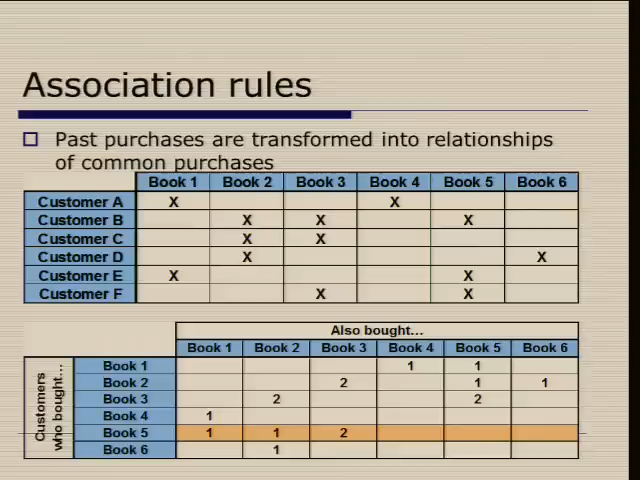 Association rules
Past purchases are transformed into relationships
of common purchases
Book 1 Book 2 Book 3 Book 4 Book 5 Book 6
Customer A X X
Customer B X X X
Customer C X X
Customer D X X
Customer E X X
Customer F X X
Also bought...
Book 1 Book 2 Book 3 Book 4 Book 5 Book 6
Customers
who bought...
Book 1 1 1
Book 2 2 1 1
Book 3 2 2
Book 4 1
Book 5 1 1 2
Book 6 1